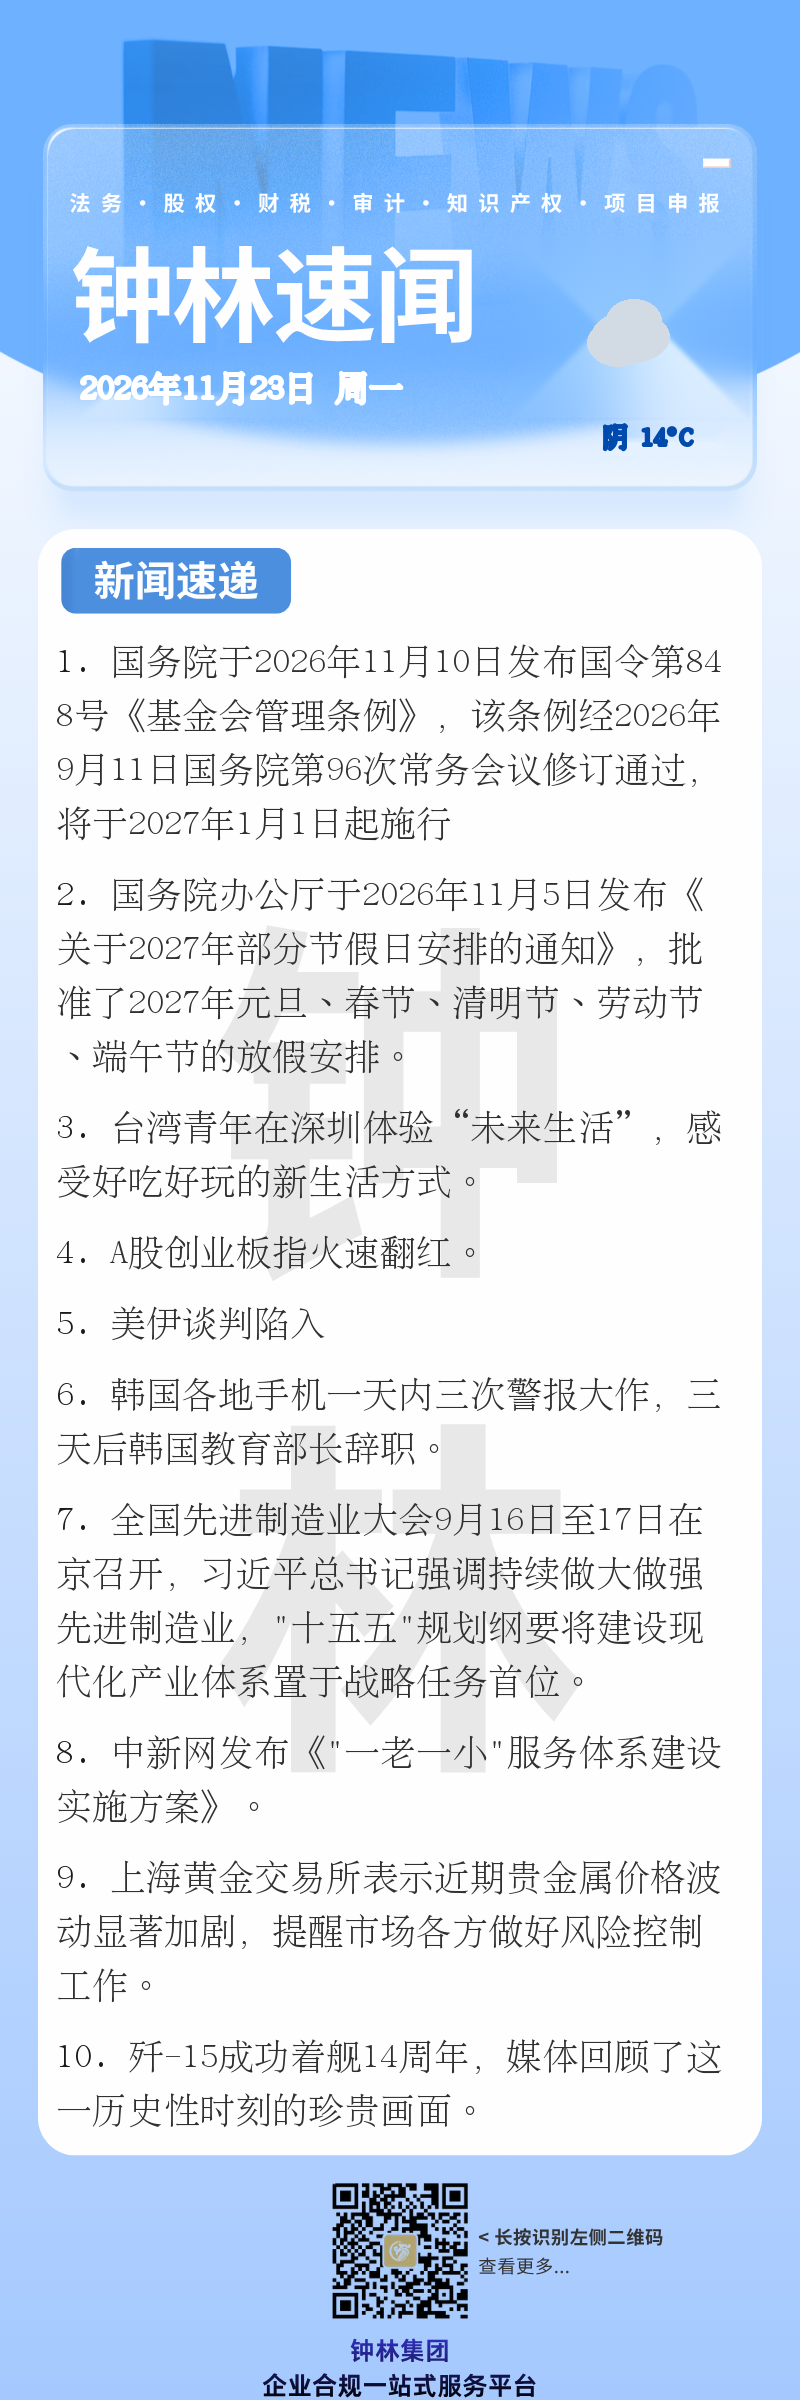 NEWS
法务·股权·财税·审计·知识产权·项目申报
钟林速闻
2026年11月23日 周一
阴 14°C
新闻速递
1. 国务院于2026年11月10日发布国令第84
8号《基金会管理条例》，该条例经2026年
9月11日国务院第96次常务会议修订通过，
将于2027年1月1日起施行
2. 国务院办公厅于2026年11月5日发布《
关于2027年部分节假日安排的通知》，批
准了2027年元旦、春节、清明节、劳动节
、端午节的放假安排。
3. 台湾青年在深圳体验“未来生活”，感
受好吃好玩的新生活方式。
4. A股创业板指火速翻红。
5. 美伊谈判陷入
6. 韩国各地手机一天内三次警报大作，三
天后韩国教育部长辞职。
7. 全国先进制造业大会9月16日至17日在
京召开，习近平总书记强调持续做大做强
先进制造业，"十五五"规划纲要将建设现
代化产业体系置于战略任务首位。
8. 中新网发布《"一老一小"服务体系建设
实施方案》。
9. 上海黄金交易所表示近期贵金属价格波
动显著加剧，提醒市场各方做好风险控制
工作。
10. 歼-15成功着舰14周年，媒体回顾了这
一历史性时刻的珍贵画面。
钟
林
< 长按识别左侧二维码
查看更多...
钟林集团
企业合规一站式服务平台